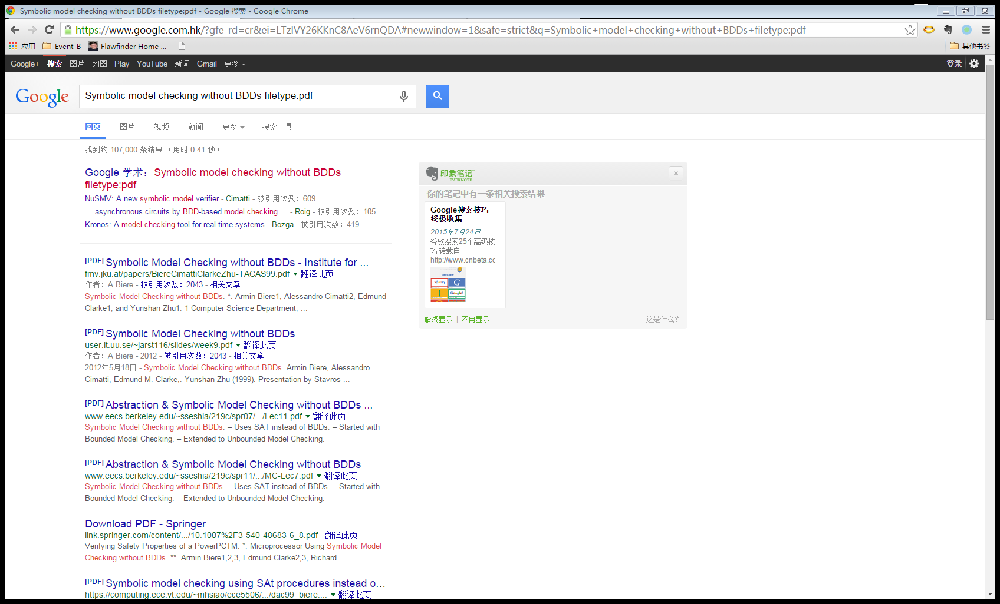 Symbolic model checking without BDDs filetype:pdf - Google 搜索 - Google Chrome
https://www.google.com.hk/?gfe_rd=cr&ei=LTzlVY26KKnC8AeV6rnQDA#newwindow=1&safe=strict&q=Symbolic+model+checking+without+BDDs+filetype:pdf
应用 Event-B Flawfinder Home ... 其他书签
Google+ 搜索 图片 地图 Play YouTube 新闻 Gmail 更多 登录
Google Symbolic model checking without BDDs filetype:pdf
网页 图片 视频 新闻 更多 搜索工具
找到约 107,000 条结果 （用时 0.41 秒）
Google 学术：Symbolic model checking without BDDs
filetype:pdf
NuSMV: A new symbolic model verifier - Cimatti - 被引用次数：609
... asynchronous circuits by BDD-based model checking ... - Roig - 被引用次数：105
Kronos: A model-checking tool for real-time systems - Bozga - 被引用次数：419
[PDF] Symbolic Model Checking without BDDs - Institute for ...
fmv.jku.at/papers/BiereCimattiClarkeZhu-TACAS99.pdf 翻译此页
作者：A Biere - 被引用次数：2043 - 相关文章
Symbolic Model Checking without BDDs. *. Armin Biere1, Alessandro Cimatti2, Edmund
Clarke1, and Yunshan Zhu1. 1 Computer Science Department, ...
[PDF] Symbolic Model Checking without BDDs
user.it.uu.se/~jarst116/slides/week9.pdf 翻译此页
作者：A Biere - 2012 - 被引用次数：2043 - 相关文章
2012年5月18日 - Symbolic Model Checking without BDDs. Armin Biere, Alessandro
Cimatti, Edmund M. Clarke,. Yunshan Zhu (1999). Presentation by Stavros ...
[PDF] Abstraction & Symbolic Model Checking without BDDs ...
www.eecs.berkeley.edu/~sseshia/219c/spr07/.../Lec11.pdf 翻译此页
Symbolic Model Checking without BDDs. – Uses SAT instead of BDDs. – Started with
Bounded Model Checking. – Extended to Unbounded Model Checking.
[PDF] Abstraction & Symbolic Model Checking without BDDs
www.eecs.berkeley.edu/~sseshia/219c/spr11/.../MC-Lec7.pdf 翻译此页
Symbolic Model Checking without BDDs. – Uses SAT instead of BDDs. – Started with
Bounded Model Checking. – Extended to Unbounded Model Checking.
Download PDF - Springer
link.springer.com/content/.../10.1007%2F3-540-48683-6_8.pdf - 翻译此页
Verifying Safety Properties of a PowerPCTM. *. Microprocessor Using Symbolic Model
Checking without BDDs. **. Armin Biere1,2,3, Edmund Clarke2,3, Richard ...
[PDF] Symbolic model checking using SAt procedures instead o...
https://computing.ece.vt.edu/~mhsiao/ece5506/.../dac99_biere.... 翻译此页
印象笔记™
EVERNOTE
你的笔记中有一条相关搜索结果
Google搜索技巧
终极收集 -
2015年7月24日
谷歌搜索25个高级技
巧 转载自
http://www.cnbeta.cc
始终显示 | 不再显示 这是什么?